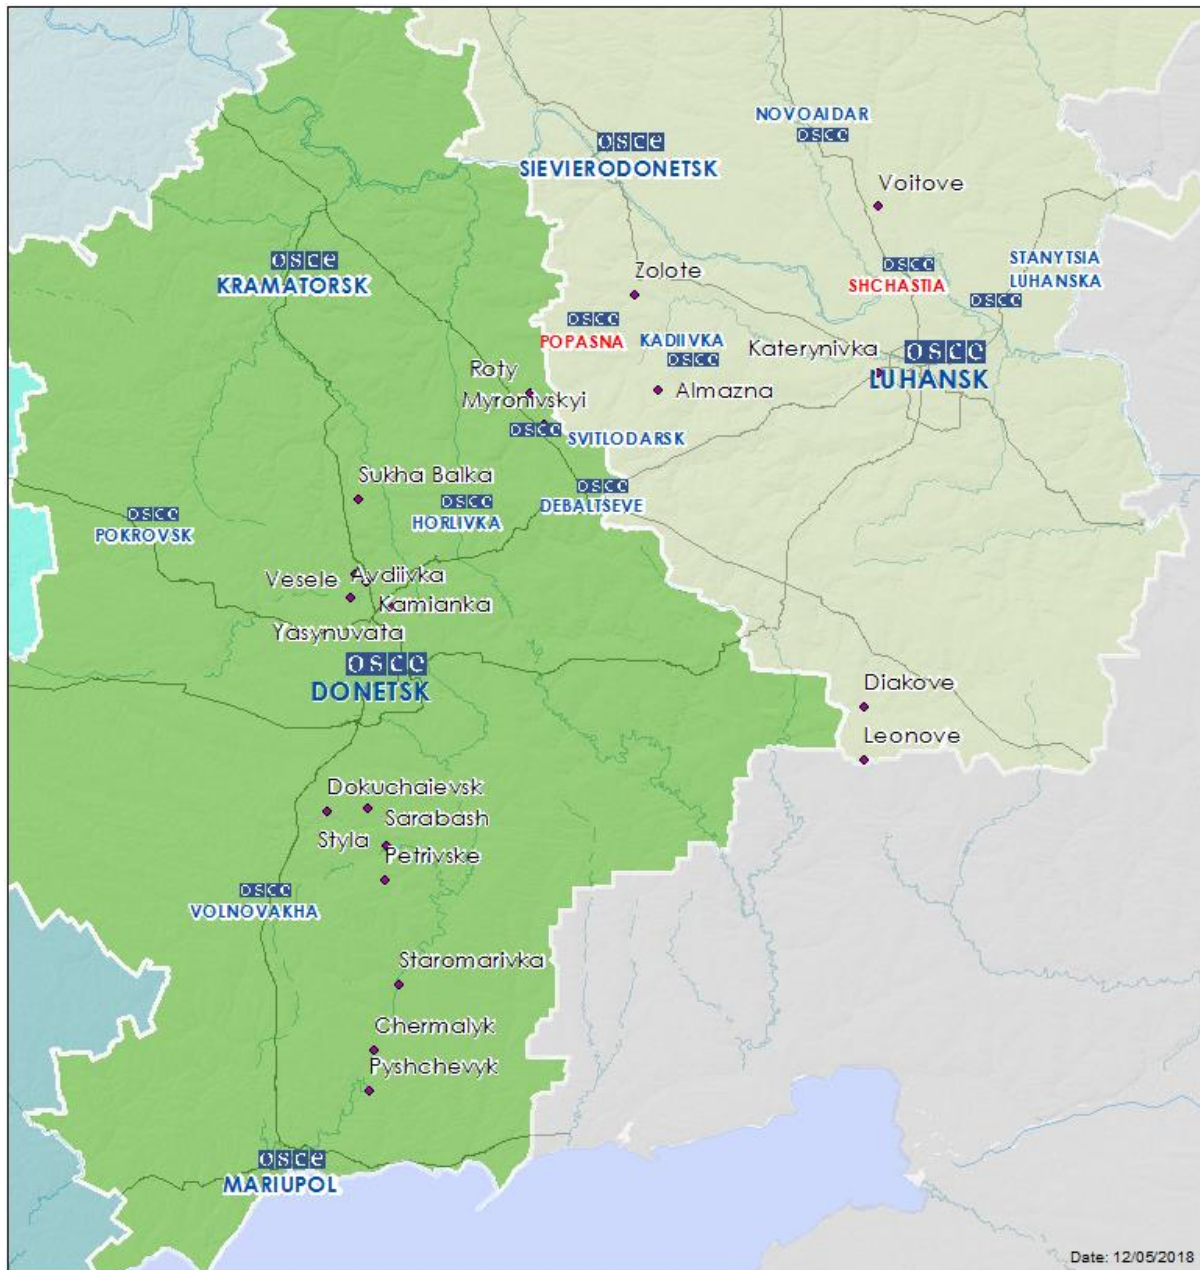 NOVOAIDAR
osce
osce
SIEVIERODONETSK
Voitove
osce
KRAMATORSK
Zolote
osce
SHCHASTIA
STANYTSIA
LUHANSKA
osce
osce
POPASNA
KADIIVKA
osce
Katerynivka
osce
LUHANSK
Roty
Almazna
Myronivskyi
osce
SVITLODARSK
Sukha Balka
osce
HORLIVKA
osce
DEBALTSEVE
osce
POKROVSK
Vesele
Avdiivka
Kamianka
Yasynuvata
osce
DONETSK
Diakove
Leonove
Dokuchaievsk
Sarabash
Styla
Petrivske
osce
VOLNOVAKHA
Staromarivka
Chermalyk
Pyshchevyk
osce
MARIUPOL
Date: 12/05/2018